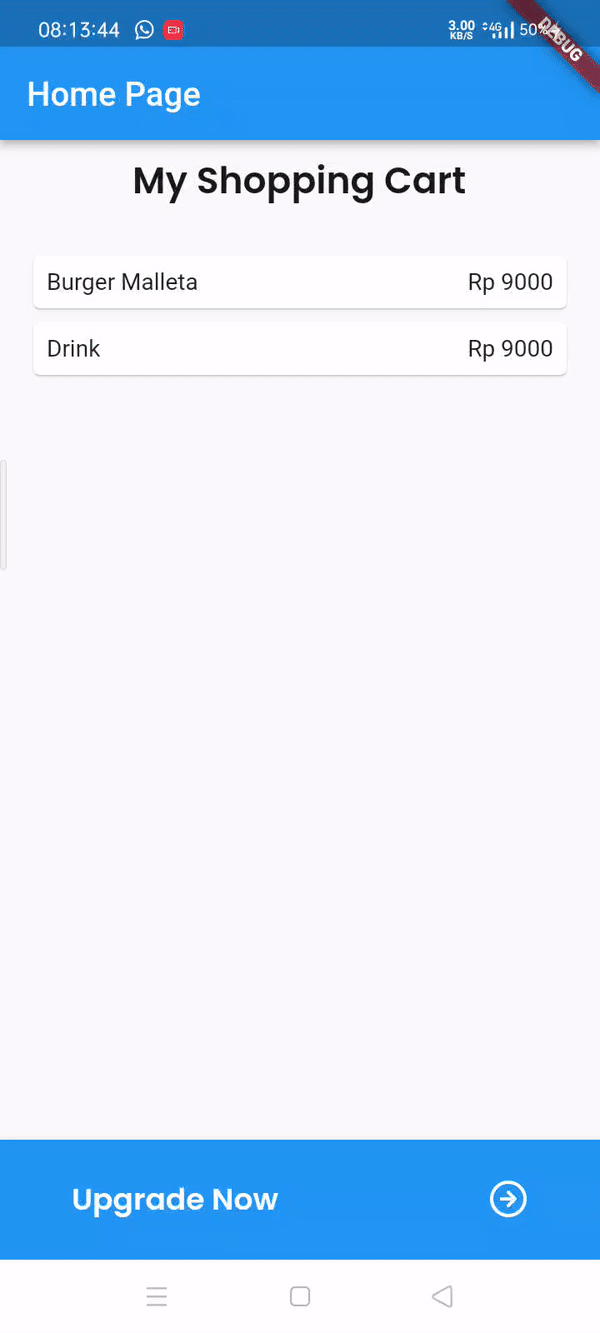 08:13:44 3.00 KB/S 4G 50%
DEBUG
Home Page
My Shopping Cart
Burger Malleta Rp 9000
Drink Rp 9000
Upgrade Now